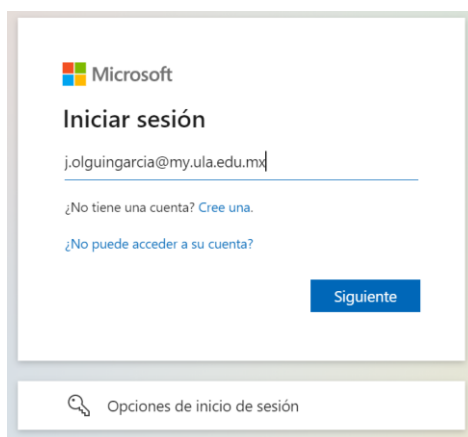 Microsoft
Iniciar sesión
j.olguingarcia@my.ula.edu.mx
¿No tiene una cuenta? Cree una.
¿No puede acceder a su cuenta?
Siguiente
Opciones de inicio de sesión